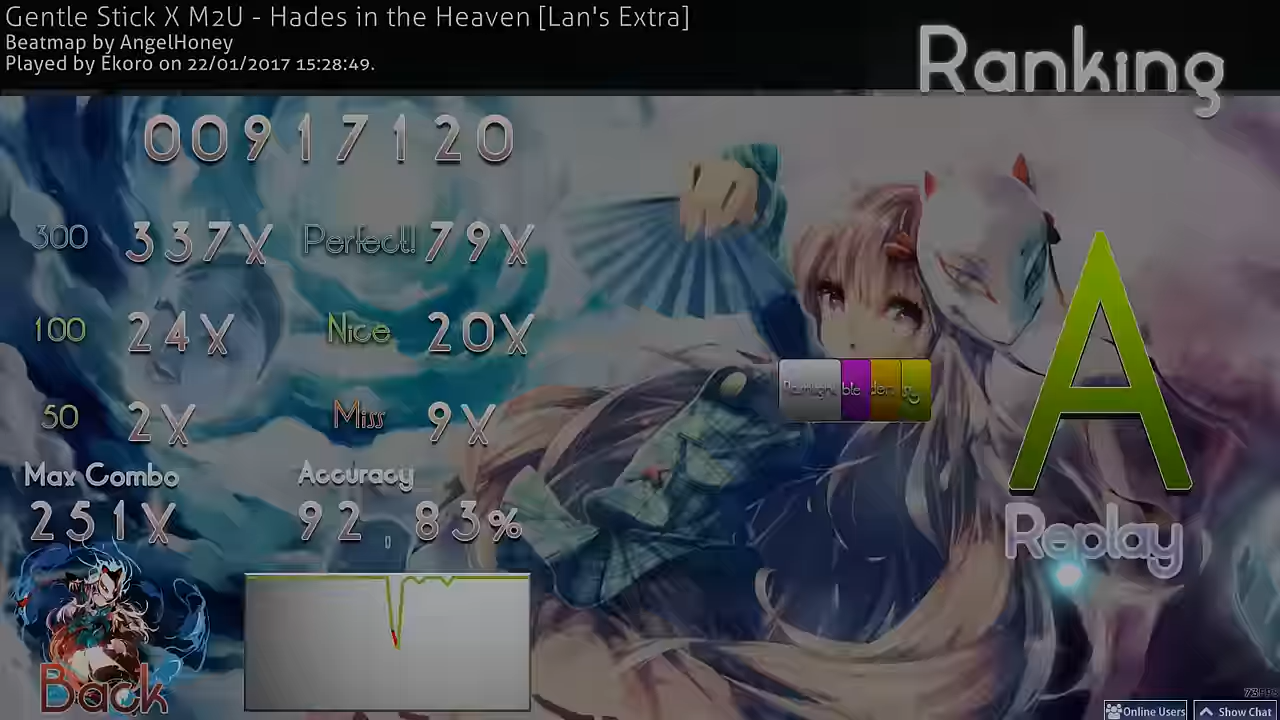 Gentle Stick X M2U - Hades in the Heaven [Lan's Extra]
Beatmap by AngelHoney
Played by Ekoro on 22/01/2017 15:28:49.
Ranking
00917120
300 337X Perfect! 79X
100 24X Nice 20X
50 2X Miss 9X
A
Max Combo Accuracy
251X 92 83%
Replay
Back
73FPS
Online Users Show Chat